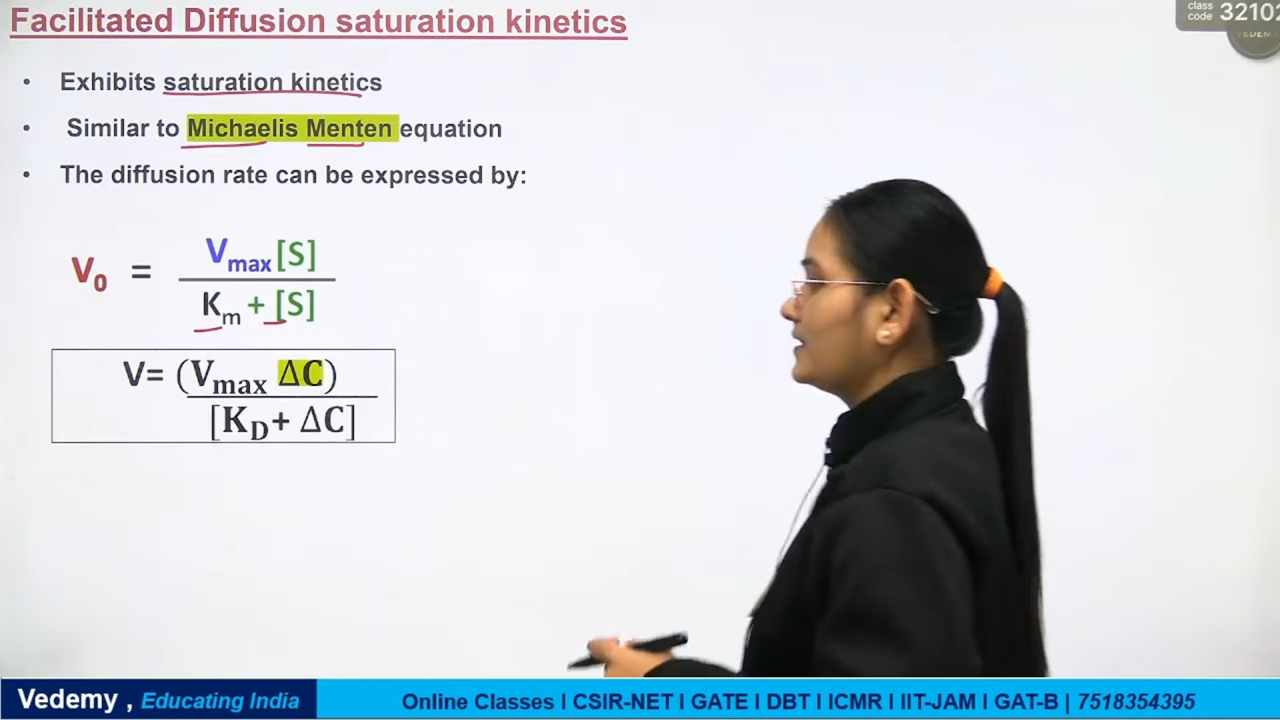 Facilitated Diffusion saturation kinetics
class code 32102
• Exhibits saturation kinetics
• Similar to Michaelis Menten equation
• The diffusion rate can be expressed by:
V₀ = Vmax [S]
Km + [S]
V= (Vmax ΔC)
[KD+ ΔC]
Vedemy , Educating India
Online Classes I CSIR-NET I GATE I DBT I ICMR I IIT-JAM I GAT-B | 7518354395